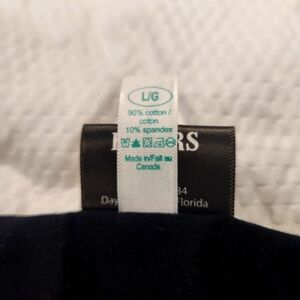 L/G
90% cotton /
coton
10% spandex
Made in/Fait au
Canada
RS
84
Day Florida